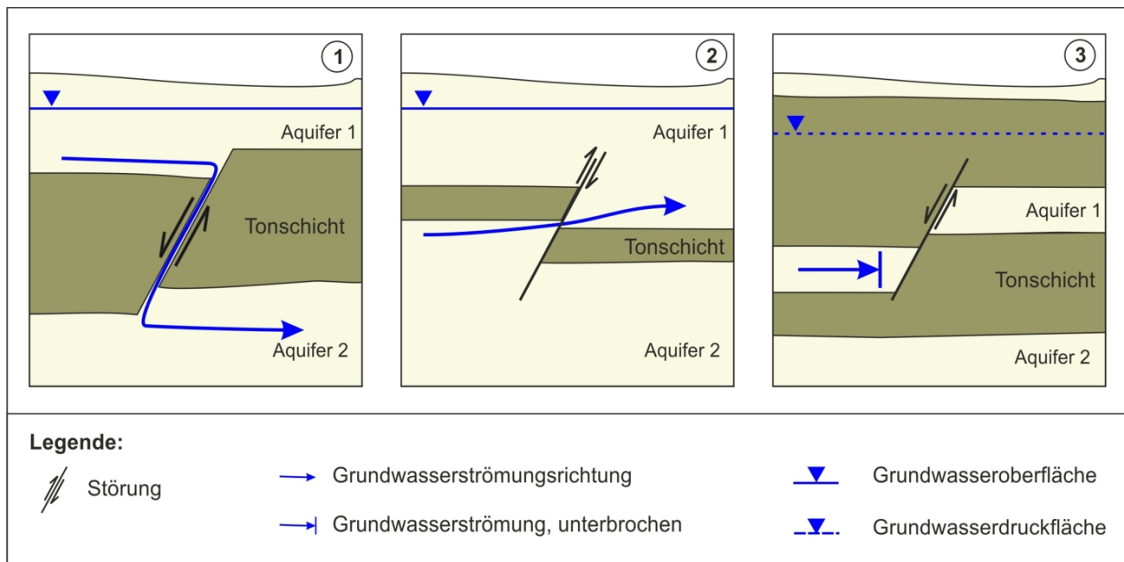 1
Aquifer 1
Tonschicht
Aquifer 2
2
Aquifer 1
Tonschicht
Aquifer 2
3
Aquifer 1
Tonschicht
Aquifer 2
Legende:
Störung
Grundwasserströmungsrichtung
Grundwasserströmung, unterbrochen
Grundwasseroberfläche
Grundwasserdruckfläche